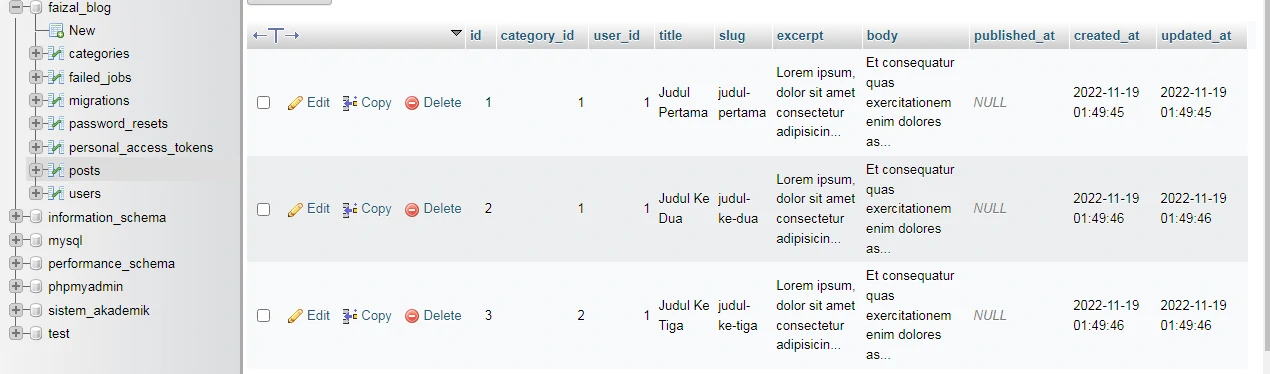 faizal_blog
New
categories
failed_jobs
migrations
password_resets
personal_access_tokens
posts
users
information_schema
mysql
performance_schema
phpmyadmin
sistem_akademik
test
←T→ id category_id user_id title slug excerpt body published_at created_at updated_at
Edit Copy Delete 1 1 1
Judul
Pertama
judul-
pertama
Lorem ipsum,
dolor sit amet
consectetur
adipisicin...
Et consequatur
quas
exercitationem
enim dolores
as...
NULL
2022-11-19
01:49:45
2022-11-19
01:49:45
Edit Copy Delete 2 1 1
Judul Ke
Dua
judul-
ke-dua
Lorem ipsum,
dolor sit amet
consectetur
adipisicin...
Et consequatur
quas
exercitationem
enim dolores
as...
NULL
2022-11-19
01:49:46
2022-11-19
01:49:46
Edit Copy Delete 3 2 1
Judul Ke
Tiga
judul-
ke-tiga
Lorem ipsum,
dolor sit amet
consectetur
adipisicin...
Et consequatur
quas
exercitationem
enim dolores
as...
NULL
2022-11-19
01:49:46
2022-11-19
01:49:46